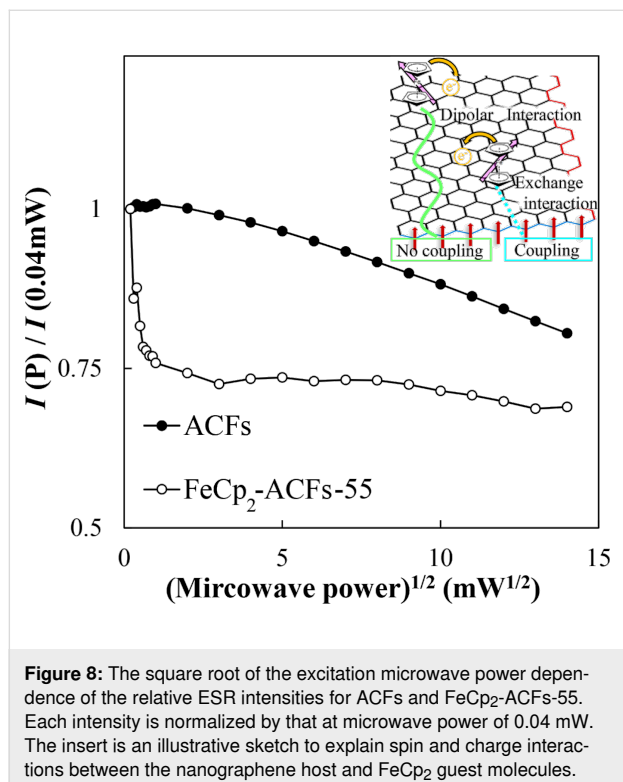 e-
Dipolar Interaction
e-
Exchange
interaction
No coupling
Coupling
1
0.75
0.5
I (P) / I (0.04mW)
ACFs
FeCp2-ACFs-55
0
5
10
15
(Mircowave power)1/2 (mW1/2)
Figure 8: The square root of the excitation microwave power depen-
dence of the relative ESR intensities for ACFs and FeCp2-ACFs-55.
Each intensity is normalized by that at microwave power of 0.04 mW.
The insert is an illustrative sketch to explain spin and charge interac-
tions between the nanographene host and FeCp2 guest molecules.